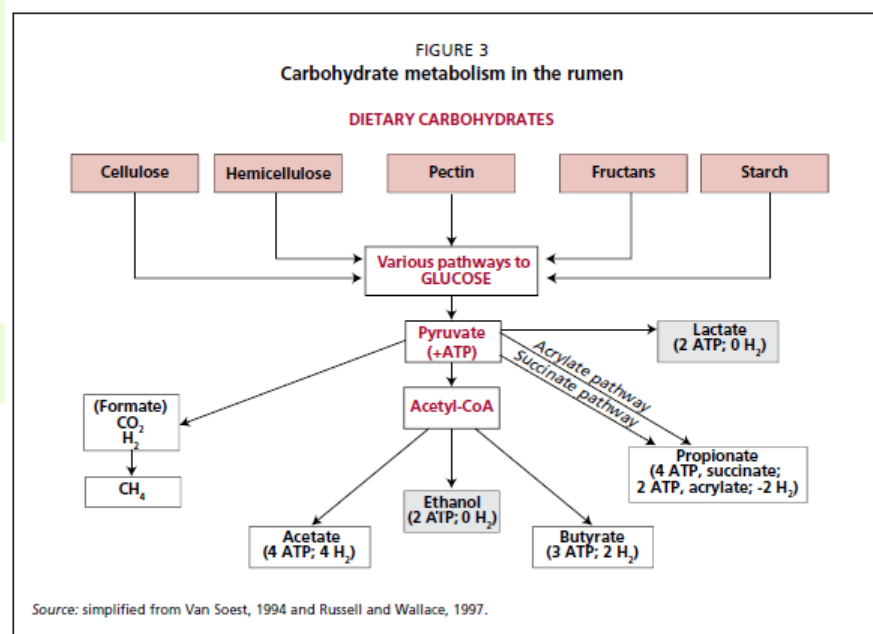 FIGURE 3
Carbohydrate metabolism in the rumen
DIETARY CARBOHYDRATES
Cellulose
Hemicellulose
Pectin
Fructans
Starch
Various pathways to
GLUCOSE
Pyruvate
(+ATP)
Lactate
(2 ATP; 0 H₂)
Acrylate pathway
Succinate pathway
(Formate)
CO₂
H₂
Acetyl-CoA
Propionate
(4 ATP, succinate;
2 ATP, acrylate; -2 H₂)
CH₄
Ethanol
(2 ATP; 0 H₂)
Acetate
(4 ATP; 4 H₂)
Butyrate
(3 ATP; 2 H₂)
Source: simplified from Van Soest, 1994 and Russell and Wallace, 1997.